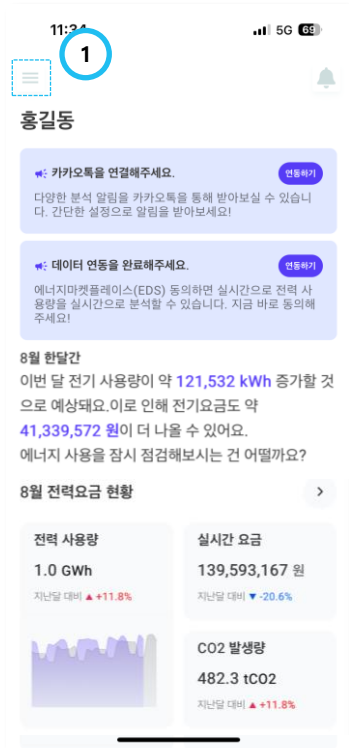 11:34
5G 69
1
홍길동
카카오톡을 연결해주세요.
연동하기
다양한 분석 알림을 카카오톡을 통해 받아보실 수 있습니
다. 간단한 설정으로 알림을 받아보세요!
데이터 연동을 완료해주세요.
연동하기
에너지마켓플레이스(EDS) 동의하면 실시간으로 전력 사
용량을 실시간으로 분석할 수 있습니다. 지금 바로 동의해
주세요!
8월 한달간
이번 달 전기 사용량이 약 121,532 kWh 증가할 것
으로 예상돼요.이로 인해 전기요금도 약
41,339,572 원이 더 나올 수 있어요.
에너지 사용을 잠시 점검해보시는 건 어떨까요?
8월 전력요금 현황
전력 사용량
1.0 GWh
지난달 대비 ▲ +11.8%
실시간 요금
139,593,167 원
지난달 대비 ▼ -20.6%
CO2 발생량
482.3 tCO2
지난달 대비 ▲ +11.8%